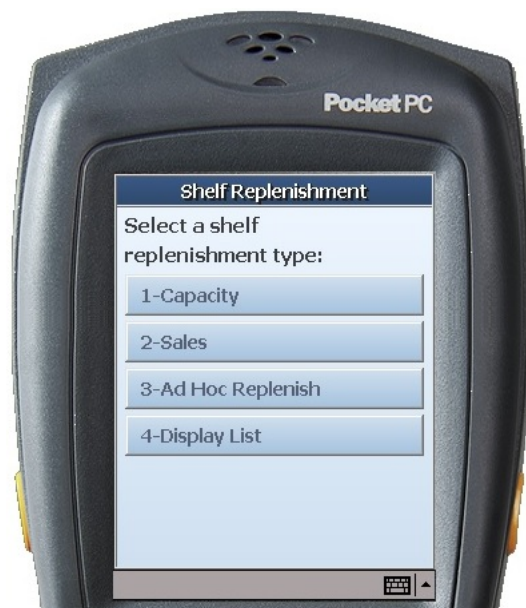 Pocket PC
Shelf Replenishment
Select a shelf
replenishment type:
1-Capacity
2-Sales
3-Ad Hoc Replenish
4-Display List